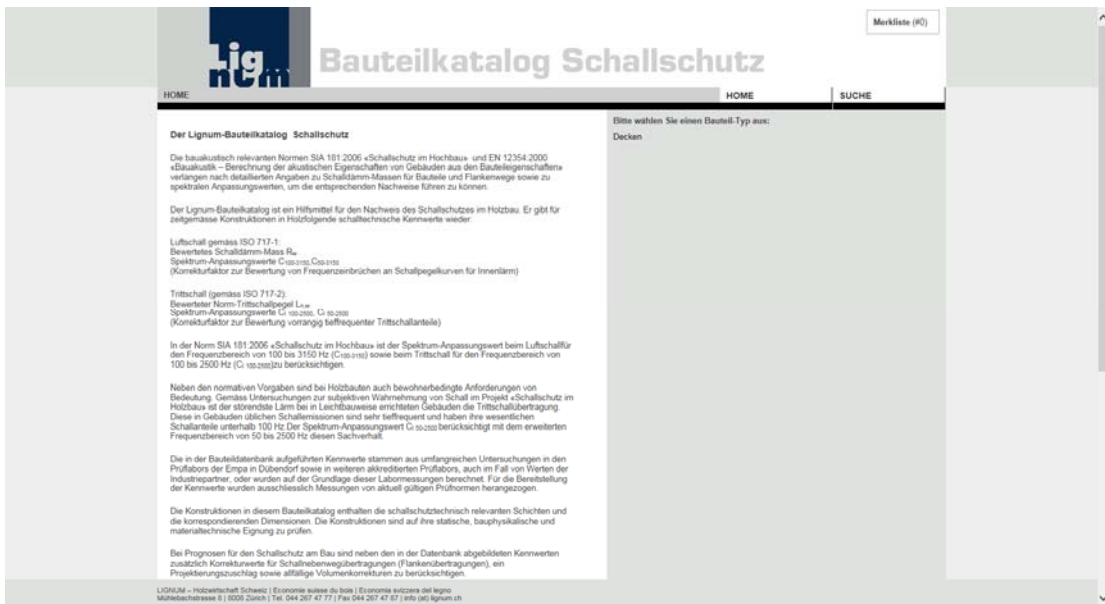 Merkliste (#0)
Lignum
Bauteilkatalog Schallschutz
HOME
HOME
SUCHE
Der Lignum-Bauteilkatalog Schallschutz
Die bauakustisch relevanten Normen SIA 181:2006 «Schallschutz im Hochbau» und EN 12354:2000
«Bauakustik – Berechnung der akustischen Eigenschaften von Gebäuden aus den Bauteileigenschaften»
verlangen nach detaillierten Angaben zu Schalldämm-Massen für Bauteile und Flankenwege sowie zu
spektralen Anpassungswerten, um die entsprechenden Nachweise führen zu können.
Der Lignum-Bauteilkatalog ist ein Hilfsmittel für den Nachweis des Schallschutzes im Holzbau. Er gibt für
zeitgemässe Konstruktionen in Holzfolgende schalltechnische Kennwerte wieder:
Luftschall gemäss ISO 717-1:
Bewertetes Schalldämm-Mass Rw
Spektrum-Anpassungswerte C100-3150,C50-3150
(Korrekturfaktor zur Bewertung von Frequenzeinbrüchen an Schallpegelkurven für Innenlärm)
Trittschall (gemäss ISO 717-2):
Bewerteter Norm-Trittschallpegel Ln,w
Spektrum-Anpassungswerte CI 100-2500, CI 50-2500
(Korrekturfaktor zur Bewertung vorrangig tieffrequenter Trittschallanteile)
In der Norm SIA 181:2006 «Schallschutz im Hochbau» ist der Spektrum-Anpassungswert beim Luftschallfür
den Frequenzbereich von 100 bis 3150 Hz (C100-3150) sowie beim Trittschall für den Frequenzbereich von
100 bis 2500 Hz (CI 100-2500)zu berücksichtigen.
Neben den normativen Vorgaben sind bei Holzbauten auch bewohnerbedingte Anforderungen von
Bedeutung. Gemäss Untersuchungen zur subjektiven Wahrnehmung von Schall im Projekt «Schallschutz im
Holzbau» ist der störendste Lärm bei in Leichtbauweise errichteten Gebäuden die Trittschallübertragung.
Diese in Gebäuden üblichen Schallemissionen sind sehr tieffrequent und haben ihre wesentlichen
Schallanteile unterhalb 100 Hz.Der Spektrum-Anpassungswert CI 50-2500 berücksichtigt mit dem erweiterten
Frequenzbereich von 50 bis 2500 Hz diesen Sachverhalt.
Die in der Bauteildatenbank aufgeführten Kennwerte stammen aus umfangreichen Untersuchungen in den
Prüflabors der Empa in Dübendorf sowie in weiteren akkreditierten Prüflabors, auch im Fall von Werten der
Industriepartner, oder wurden auf der Grundlage dieser Labormessungen berechnet. Für die Bereitstellung
der Kennwerte wurden ausschliesslich Messungen von aktuell gültigen Prüfnormen herangezogen.
Die Konstruktionen in diesem Bauteilkatalog enthalten die schallschutztechnisch relevanten Schichten und
die korrespondierenden Dimensionen. Die Konstruktionen sind auf ihre statische, bauphysikalische und
materialtechnische Eignung zu prüfen.
Bei Prognosen für den Schallschutz am Bau sind neben den in der Datenbank abgebildeten Kennwerten
zusätzlich Korrekturwerte für Schallnebenwegübertragungen (Flankenübertragungen), ein
Projektierungszuschlag sowie allfällige Volumenkorrekturen zu berücksichtigen.
Bitte wählen Sie einen Bauteil-Typ aus:
Decken
LIGNUM – Holzwirtschaft Schweiz | Economie suisse du bois | Economia svizzera del legno
Mühlebachstrasse 8 | 8008 Zürich | Tel. 044 267 47 77 | Fax 044 267 47 87 | info (at) lignum.ch